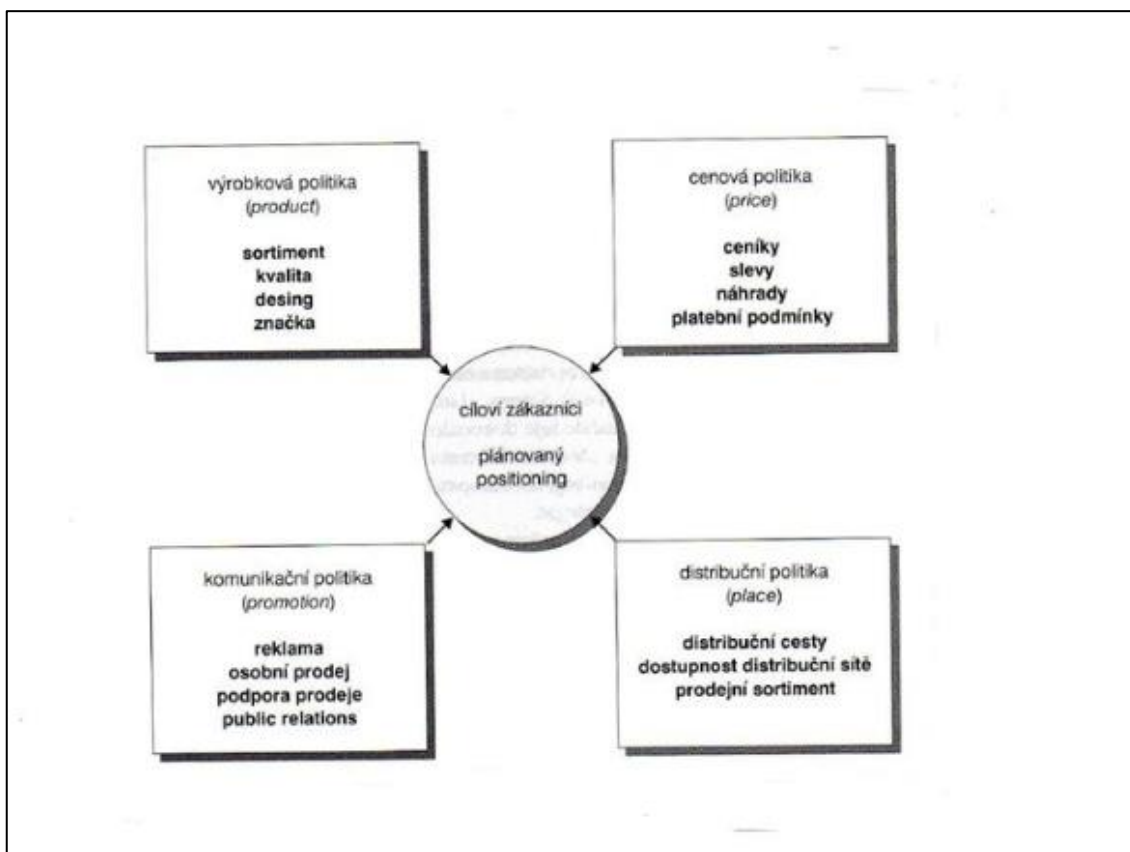 výrobková politika
(product)
sortiment
kvalita
desing
značka
cenová politika
(price)
ceníky
slevy
náhrady
platební podmínky
cíloví zákazníci
plánovaný
positioning
komunikační politika
(promotion)
reklama
osobní prodej
podpora prodeje
public relations
distribuční politika
(place)
distribuční cesty
dostupnost distribuční sítě
prodejní sortiment